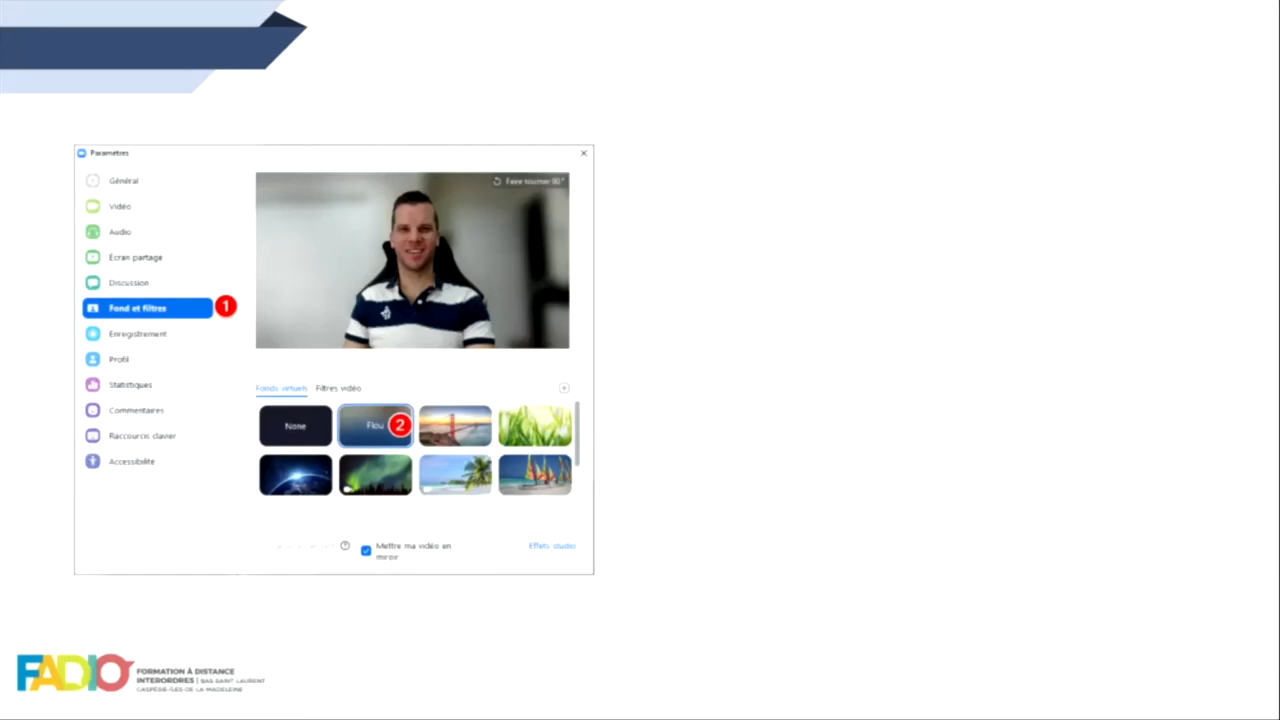 Paramètres
Général
Vidéo
Audio
Écran partagé
Discussion
Fond et filtres
1
Enregistrement
Profil
Statistiques
Commentaires
Raccourcis clavier
Accessibilité
Faire tourner 90°
Fonds virtuels
Filtres vidéo
None
Flou
2
Mettre ma vidéo en
miroir
Effets studio
FADIO
FORMATION À DISTANCE
INTERORDRES | BAS-SAINT-LAURENT
GASPÉSIE-ÎLES-DE-LA-MADELEINE